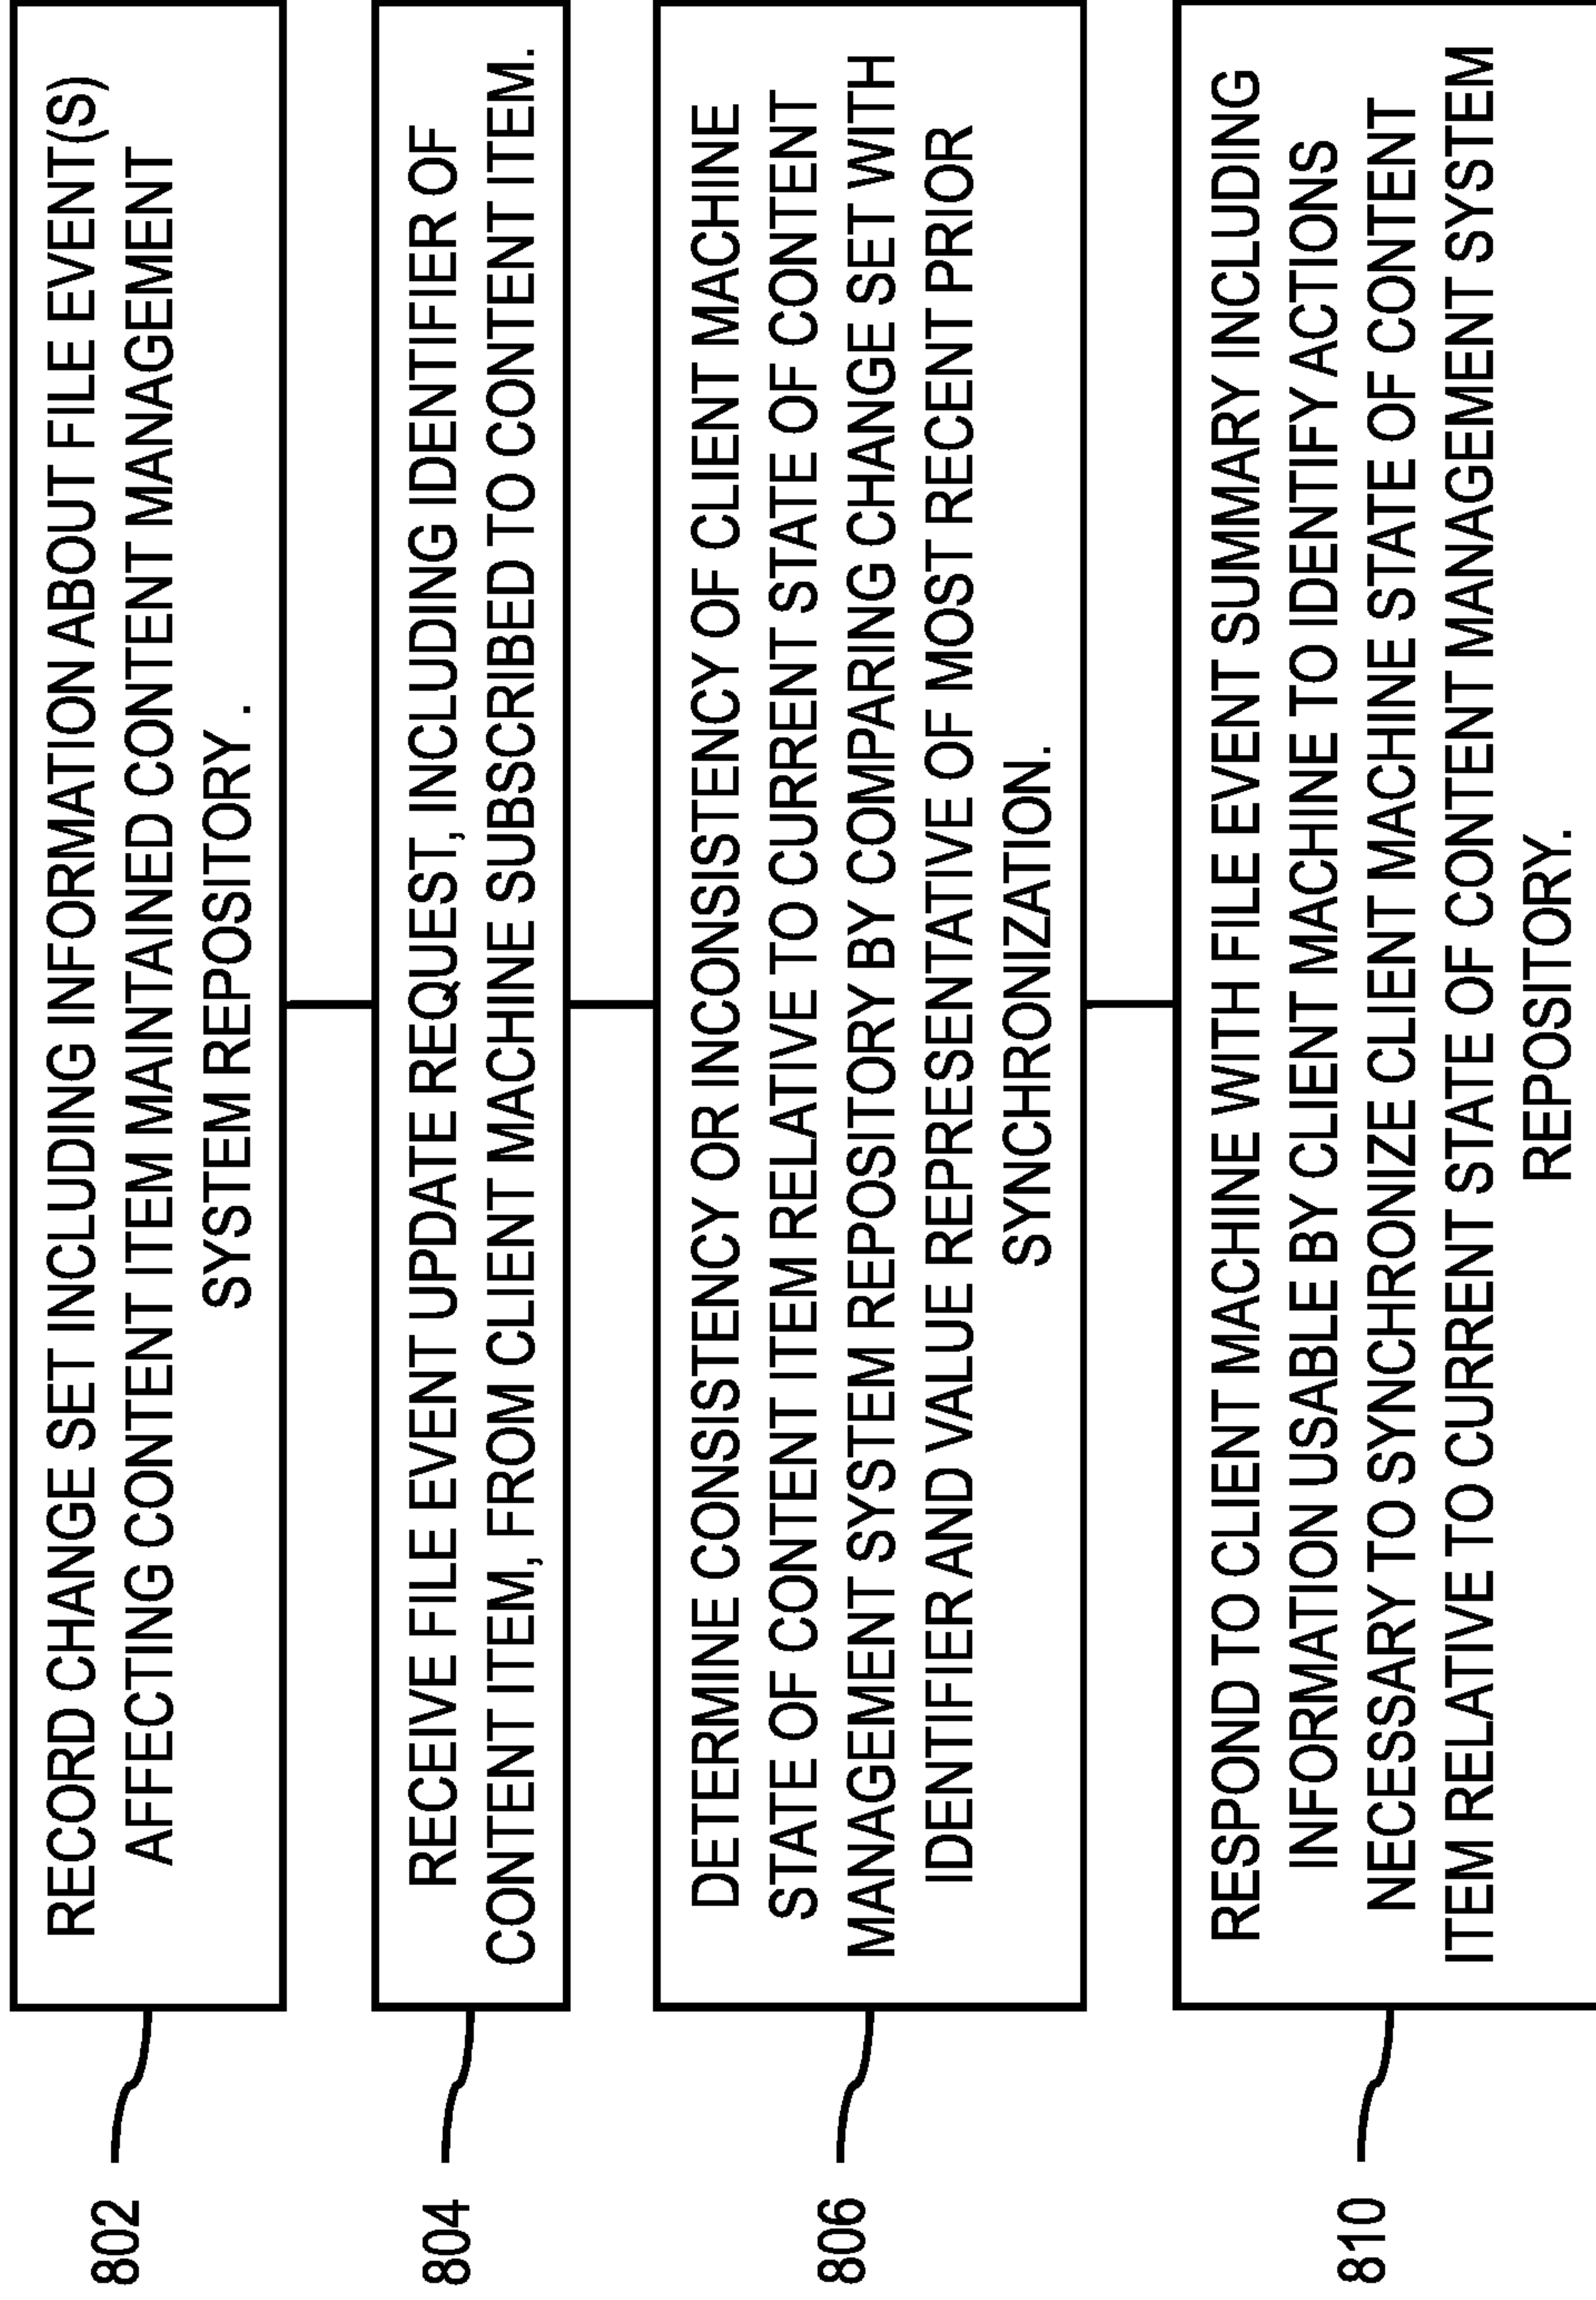 802
RECORD CHANGE SET INCLUDING INFORMATION ABOUT FILE EVENT(S)
AFFECTING CONTENT ITEM MAINTAINED CONTENT MANAGEMENT
SYSTEM REPOSITORY .
804
RECEIVE FILE EVENT UPDATE REQUEST, INCLUDING IDENTIFIER OF
CONTENT ITEM, FROM CLIENT MACHINE SUBSCRIBED TO CONTENT ITEM.
806
DETERMINE CONSISTENCY OR INCONSISTENCY OF CLIENT MACHINE
STATE OF CONTENT ITEM RELATIVE TO CURRENT STATE OF CONTENT
MANAGEMENT SYSTEM REPOSITORY BY COMPARING CHANGE SET WITH
IDENTIFIER AND VALUE REPRESENTATIVE OF MOST RECENT PRIOR
SYNCHRONIZATION.
810
RESPOND TO CLIENT MACHINE WITH FILE EVENT SUMMARY INCLUDING
INFORMATION USABLE BY CLIENT MACHINE TO IDENTIFY ACTIONS
NECESSARY TO SYNCHRONIZE CLIENT MACHINE STATE OF CONTENT
ITEM RELATIVE TO CURRENT STATE OF CONTENT MANAGEMENT SYSTEM
REPOSITORY.